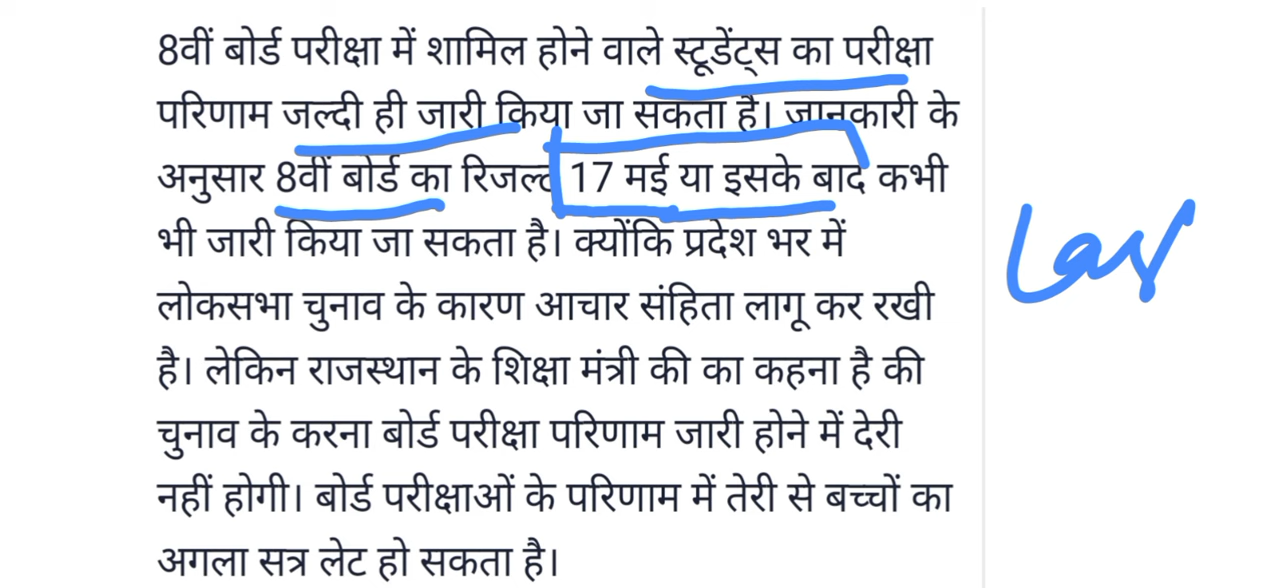 8वीं बोर्ड परीक्षा में शामिल होने वाले स्टूडेंट्स का परीक्षा
परिणाम जल्दी ही जारी किया जा सकता है। जानकारी के
अनुसार 8वीं बोर्ड का रिजल्ट 17 मई या इसके बाद कभी
भी जारी किया जा सकता है। क्योंकि प्रदेश भर में
लोकसभा चुनाव के कारण आचार संहिता लागू कर रखी
है। लेकिन राजस्थान के शिक्षा मंत्री की का कहना है की
चुनाव के करना बोर्ड परीक्षा परिणाम जारी होने में देरी
नहीं होगी। बोर्ड परीक्षाओं के परिणाम में तेरी से बच्चों का
अगला सत्र लेट हो सकता है।